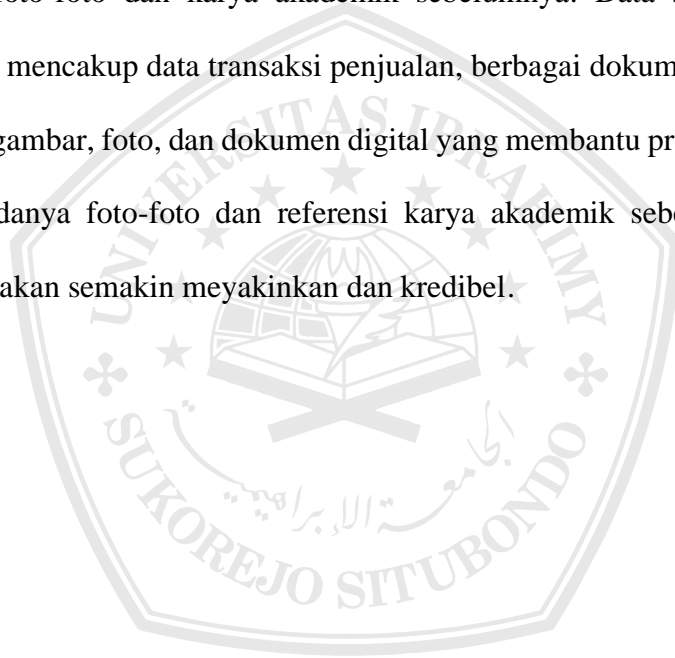 foto-foto dan karya akademik sebelumnya. Data
mencakup data transaksi penjualan, berbagai dokum
gambar, foto, dan dokumen digital yang membantu pr
danya foto-foto dan referensi karya akademik seb
akan semakin meyakinkan dan kredibel.
UNIVERSITAS IBRAHIMY
SUKOREJO SITUBONDO
الجامعة الإبراهيمية